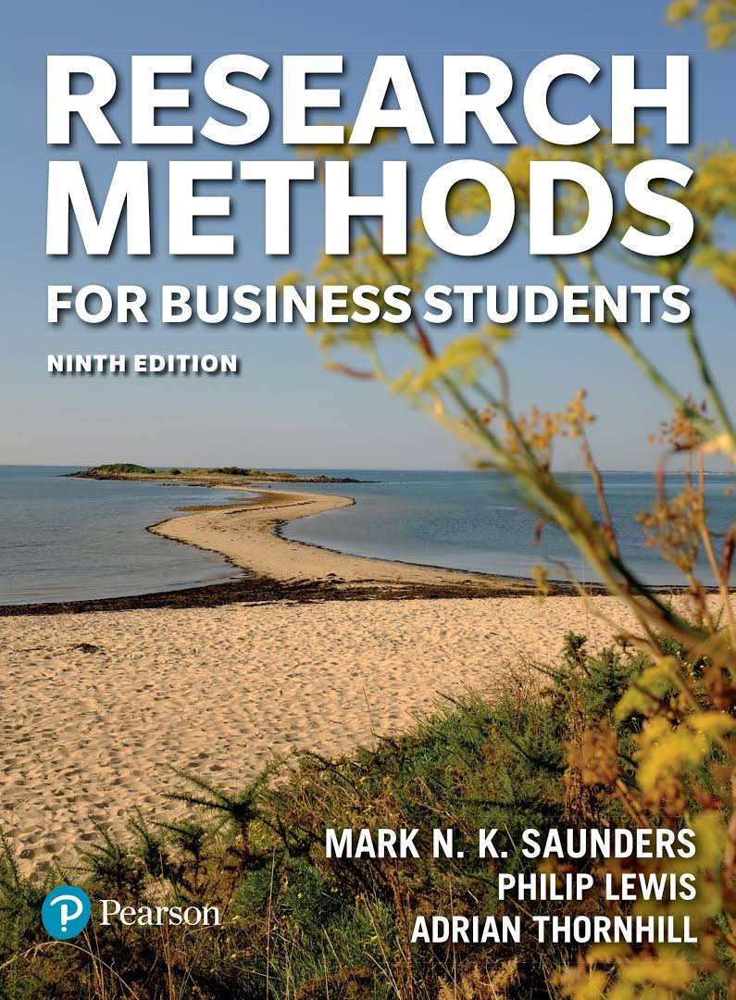 RESEARCH
METHODS
FOR BUSINESS STUDENTS
NINTH EDITION
MARK N. K. SAUNDERS
PHILIP LEWIS
ADRIAN THORNHILL
Pearson